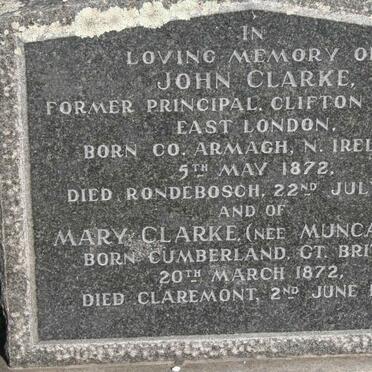 IN
LOVING MEMORY OF
JOHN CLARKE,
FORMER PRINCIPAL, CLIFTON
EAST LONDON,
BORN CO. ARMAGH, N. IREL
5TH MAY 1872,
DIED RONDEBOSCH, 22ND JUL
AND OF
MARY CLARKE, (NEE MUNCA
BORN CUMBERLAND, GT. BRI
20TH MARCH 1872,
DIED CLAREMONT, 2ND JUNE